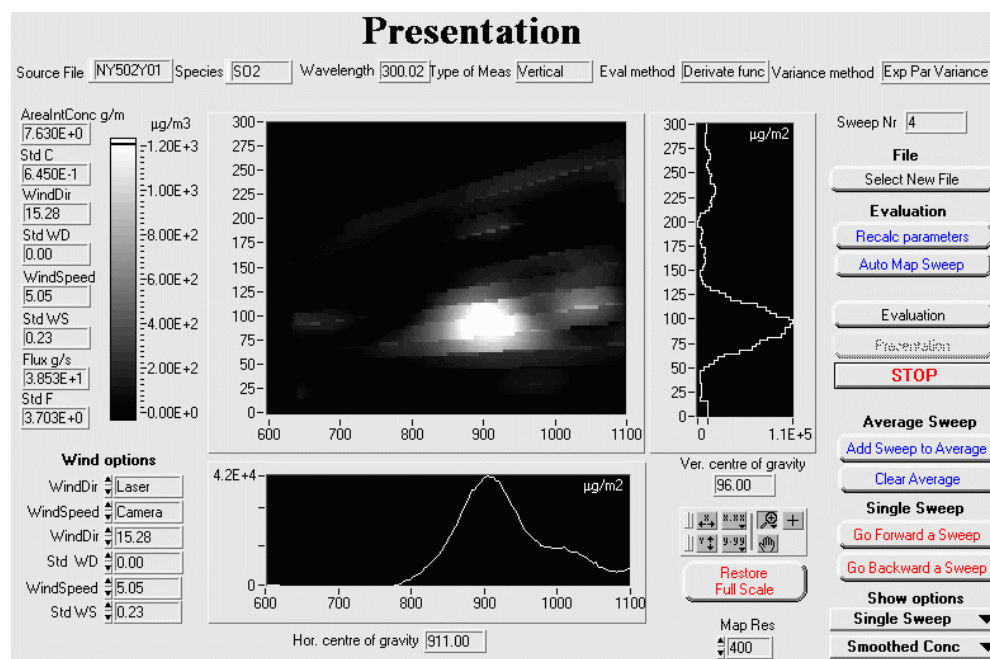 Presentation
Source File NY502Y01 Species SO2 Wavelength 300.02 Type of Meas Vertical Eval method Derivate func Variance method Exp Par Variance
AreaIntConc g/m
7.630E+0
Std C
6.450E-1
WindDir
15.28
Std WD
0.00
WindSpeed
5.05
Std WS
0.23
Flux g/s
3.853E+1
Std F
3.703E+0
µg/m3
1.20E+3
1.00E+3
8.00E+2
6.00E+2
4.00E+2
2.00E+2
0.00E+0
300
275
250
225
200
175
150
125
100
75
50
25
0
600 700 800 900 1000 1100
µg/m2
300
275
250
225
200
175
150
125
100
75
50
25
0
0 1.1E+5
Sweep Nr 4
File
Select New File
Evaluation
Recalc parameters
Auto Map Sweep
Evaluation
Presentation
STOP
Average Sweep
Add Sweep to Average
Clear Average
Single Sweep
Go Forward a Sweep
Go Backward a Sweep
Show options
Single Sweep
Smoothed Conc
Wind options
WindDir Laser
WindSpeed Camera
WindDir 15.28
Std WD 0.00
WindSpeed 5.05
Std WS 0.23
4.2E+4
µg/m2
0
600 700 800 900 1000 1100
Hor. centre of gravity 911.00
Ver. centre of gravity
96.00
X X.XX
Y Y.YY
Restore
Full Scale
Map Res
400